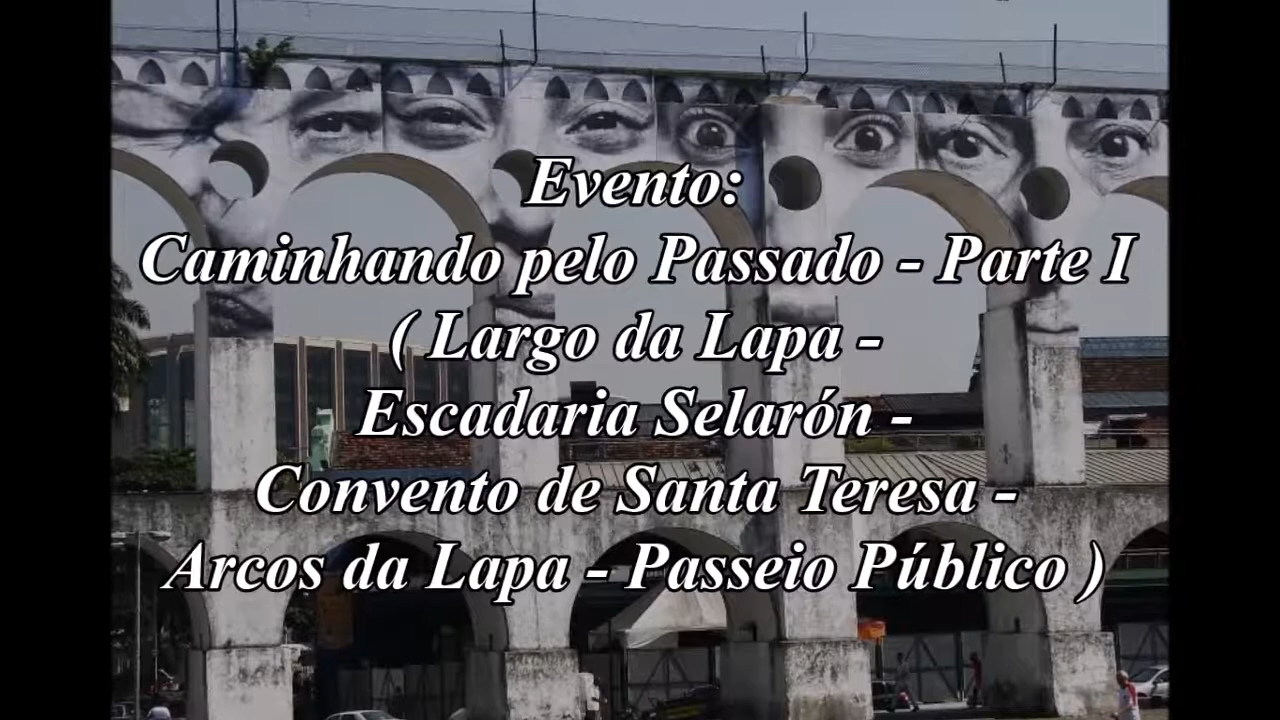 Evento:
Caminhando pelo Passado - Parte I
( Largo da Lapa -
Escadaria Selarón -
Convento de Santa Teresa -
Arcos da Lapa - Passeio Público )